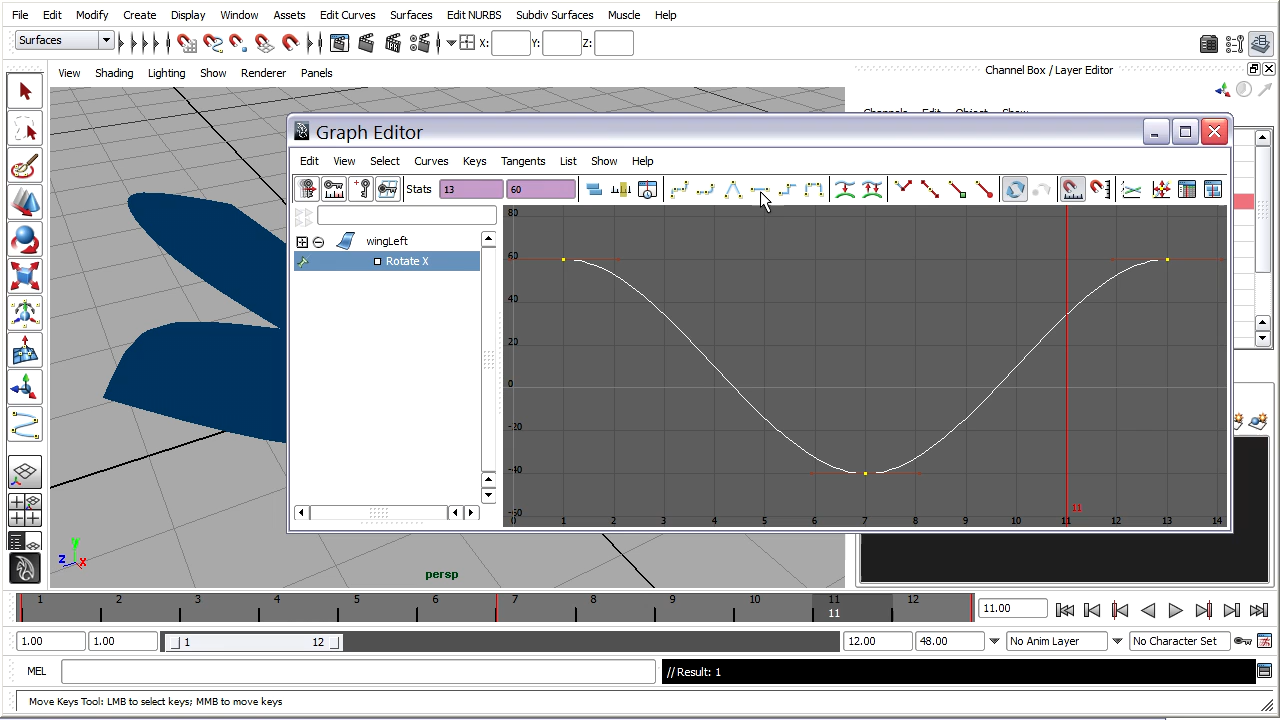 File Edit Modify Create Display Window Assets Edit Curves Surfaces Edit NURBS Subdiv Surfaces Muscle Help
Surfaces X: Y: Z:
View Shading Lighting Show Renderer Panels
Channel Box / Layer Editor
Channels Edit Object Show
Graph Editor
File Edit View Select Curves Keys Tangents List Show Help
Stats 13 60
wingLeft
Rotate X
80
60
40
20
0
-20
-40
-60
0 1 2 3 4 5 6 7 8 9 10 11 12 13 14
11
persp
y
z x
1 2 3 4 5 6 7 8 9 10 11 12
11
11.00
1.00 1.00 1 12 12.00 48.00 No Anim Layer No Character Set
MEL // Result: 1
Move Keys Tool: LMB to select keys; MMB to move keys